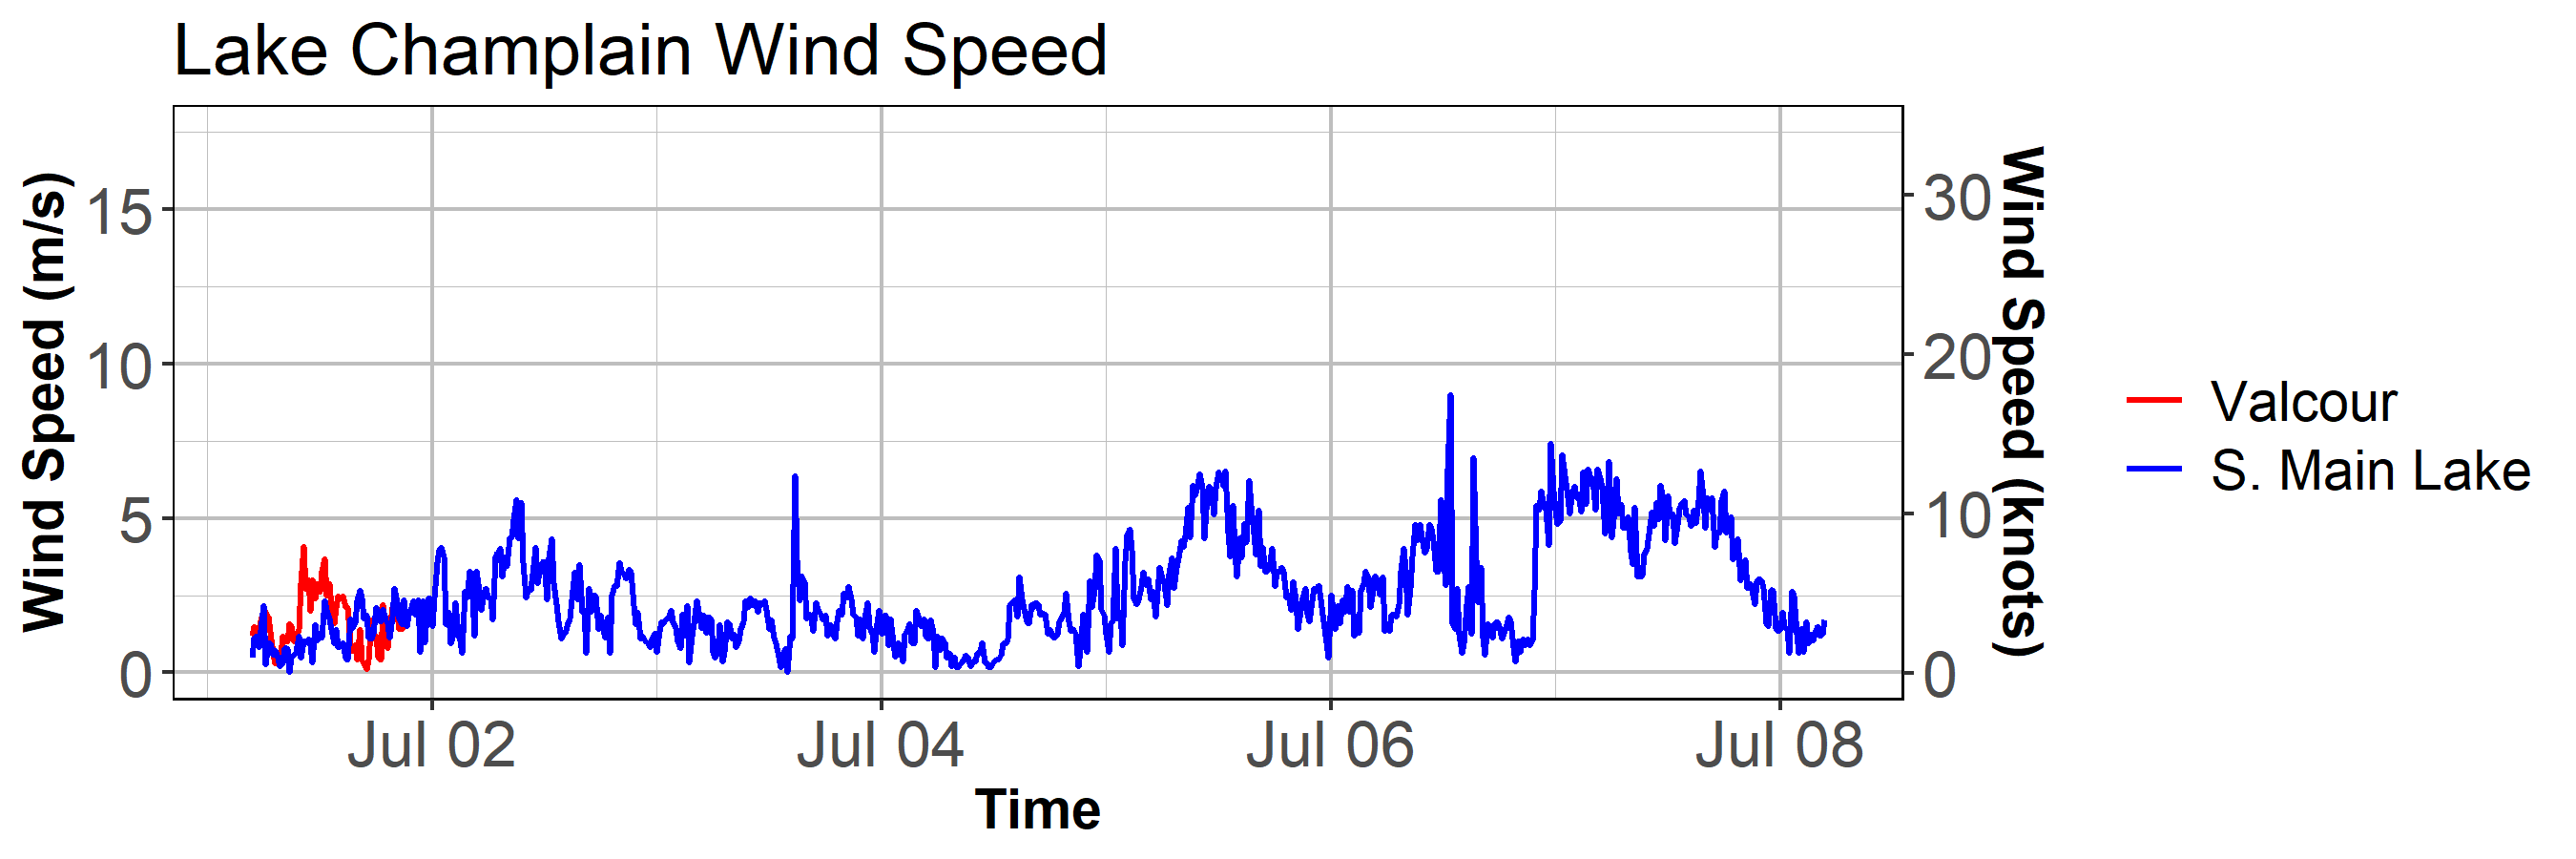 Lake Champlain Wind Speed
Wind Speed (m/s)
15
10
5
0
30
20
10
0
Wind Speed (knots)
Jul 02
Jul 04
Jul 06
Jul 08
Time
Valcour
S. Main Lake